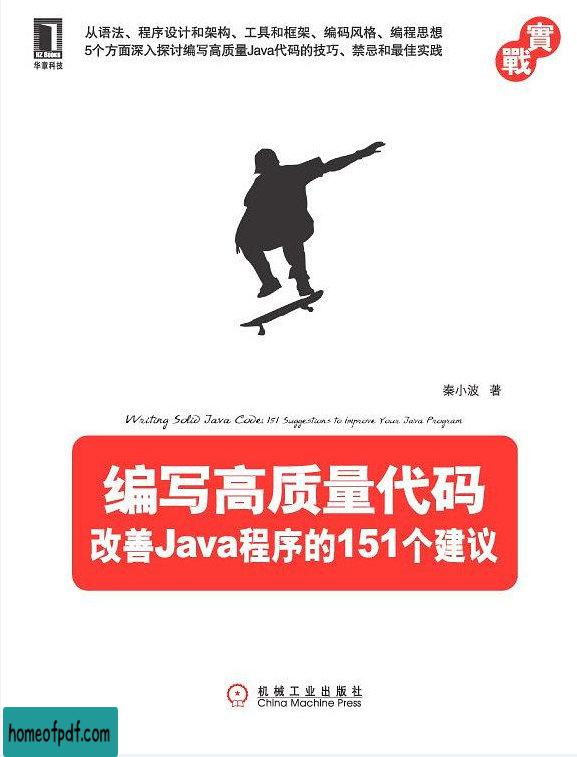 HZ Books
华章科技
从语法、程序设计和架构、工具和框架、编码风格、编程思想
5个方面深入探讨编写高质量Java代码的技巧、禁忌和最佳实践
實
戰
秦小波 著
Writing Solid Java Code: 151 Suggestions to Improve Your Java Program
编写高质量代码
改善Java程序的151个建议
机械工业出版社
China Machine Press
homeofpdf.com